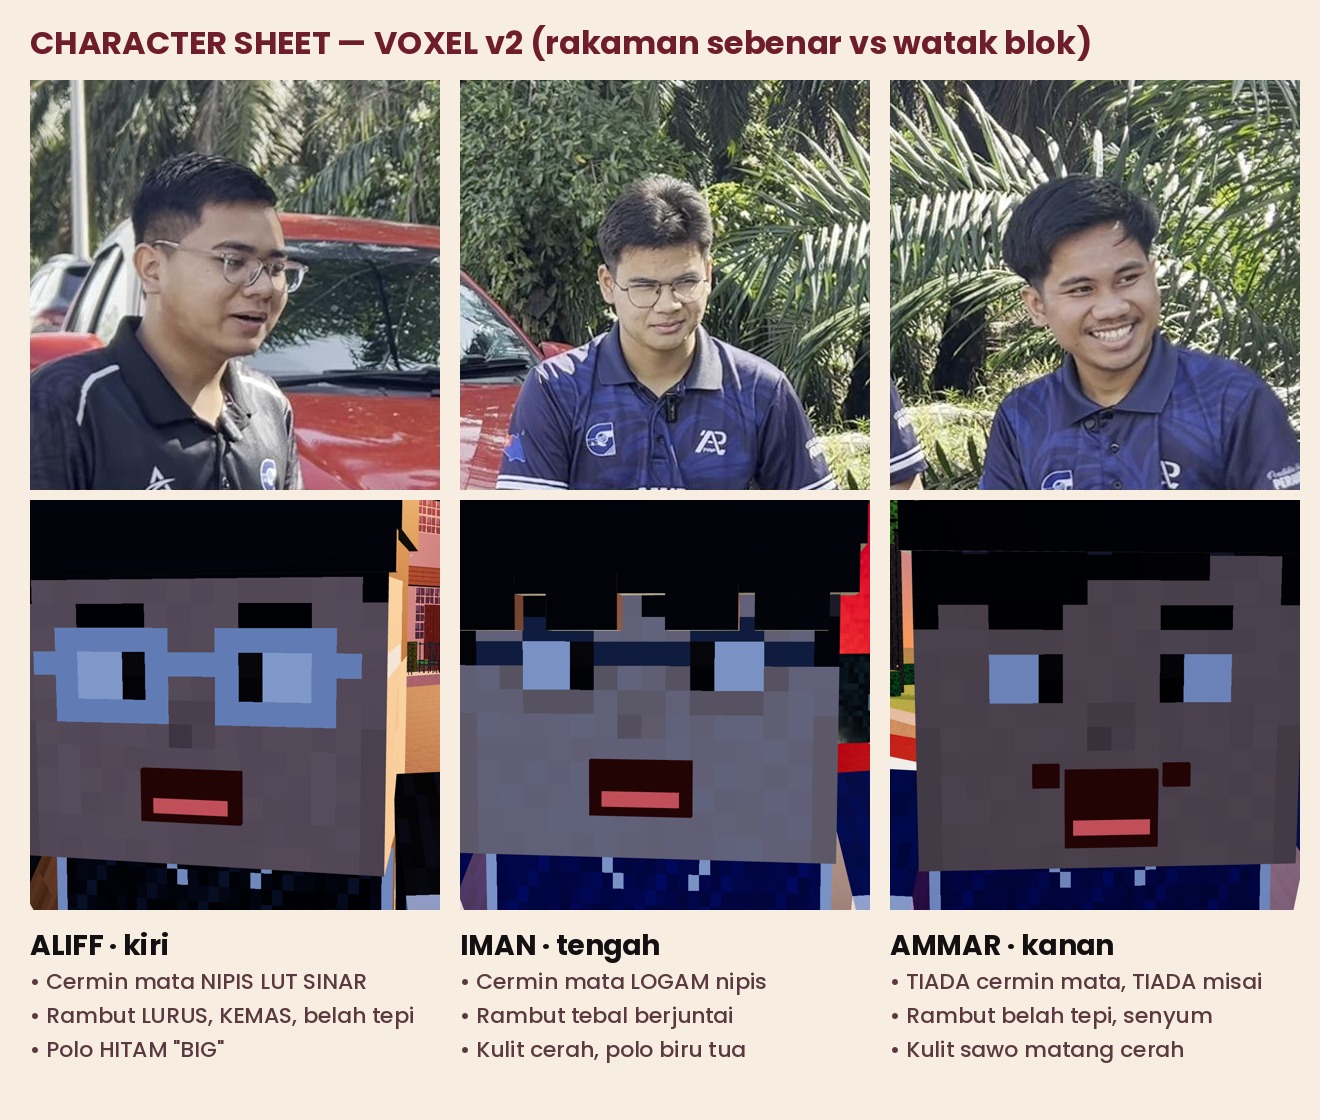 CHARACTER SHEET — VOXEL v2 (rakaman sebenar vs watak blok)
ALIFF · kiri
• Cermin mata NIPIS LUT SINAR
• Rambut LURUS, KEMAS, belah tepi
• Polo HITAM "BIG"
IMAN · tengah
• Cermin mata LOGAM nipis
• Rambut tebal berjuntai
• Kulit cerah, polo biru tua
AMMAR · kanan
• TIADA cermin mata, TIADA misai
• Rambut belah tepi, senyum
• Kulit sawo matang cerah